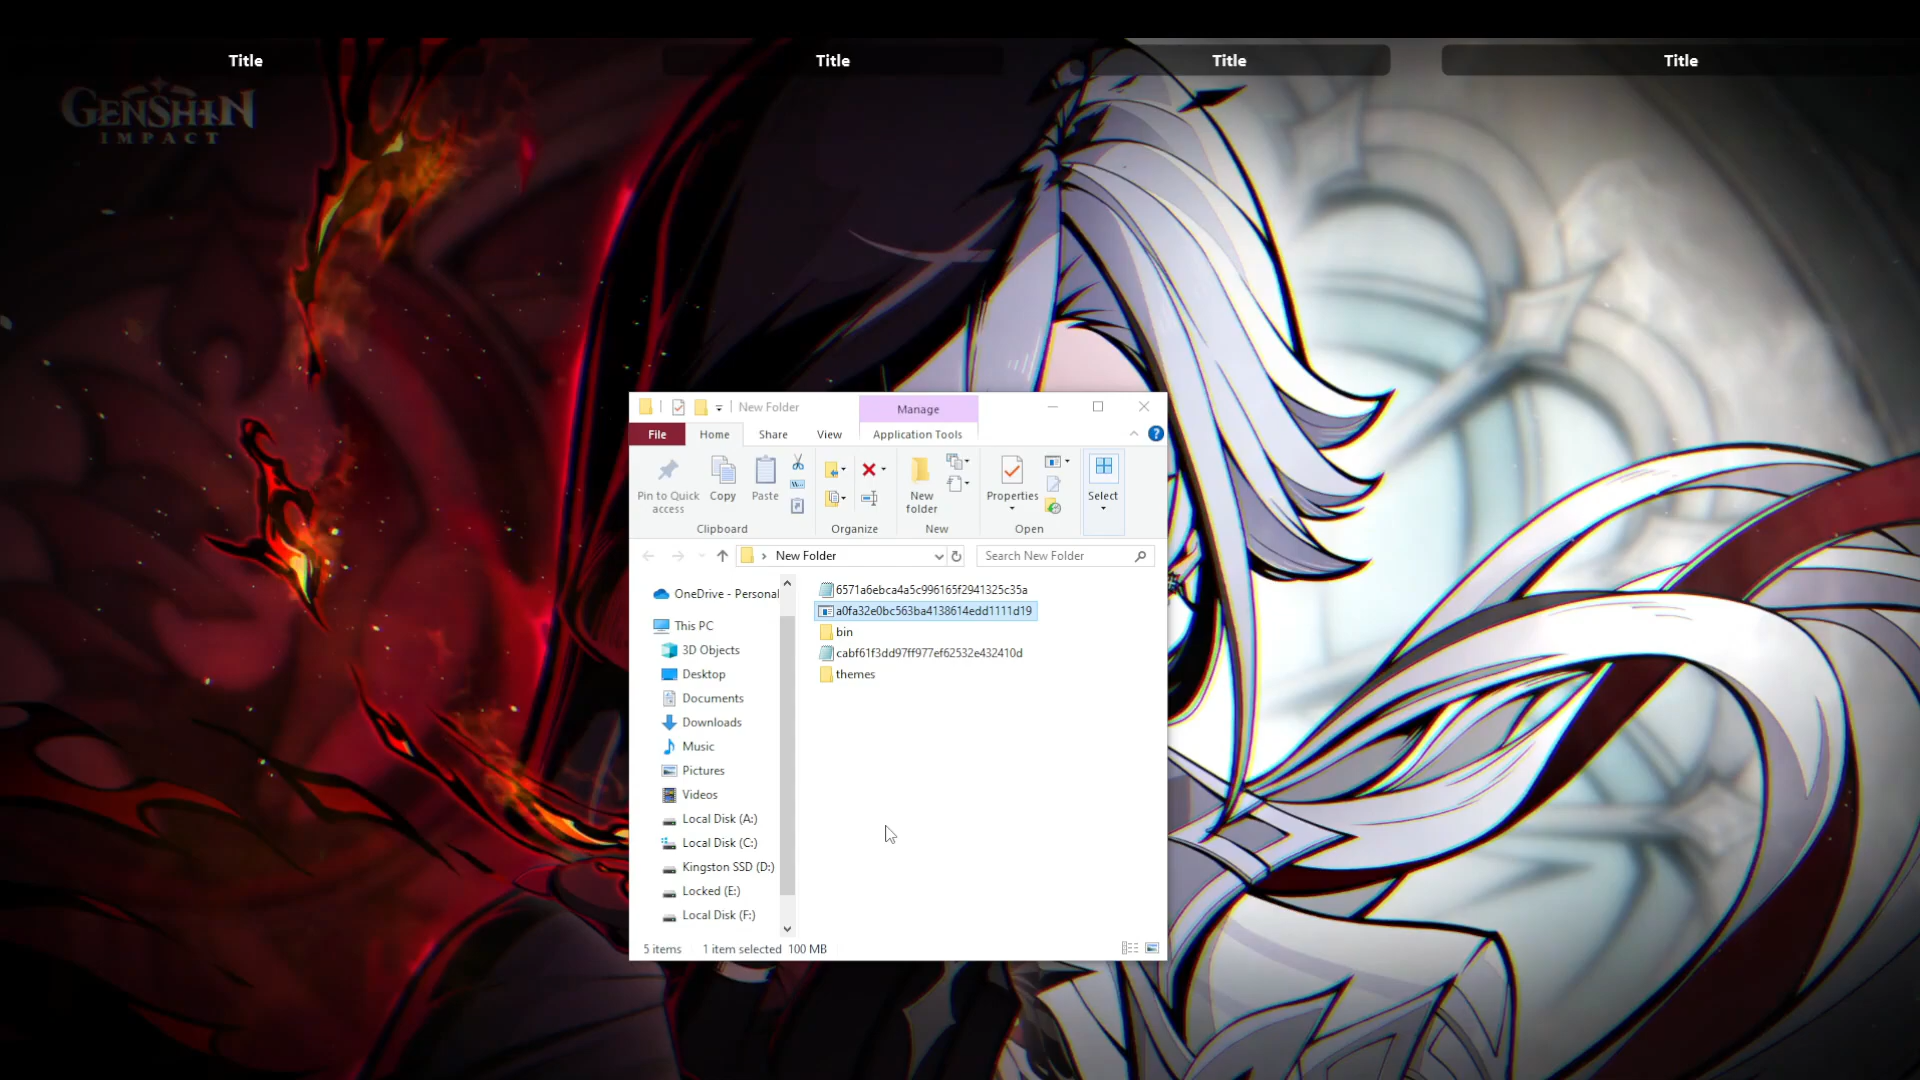 Title
Title
Title
Title
GENSHIN
IMPACT
New Folder
Manage
File
Home
Share
View
Application Tools
Pin to Quick access
Copy
Paste
New folder
Properties
Select
Clipboard
Organize
New
Open
New Folder
Search New Folder
OneDrive - Personal
This PC
3D Objects
Desktop
Documents
Downloads
Music
Pictures
Videos
Local Disk (A:)
Local Disk (C:)
Kingston SSD (D:)
Locked (E:)
Local Disk (F:)
6571a6ebca4a5c996165f2941325c35a
a0fa32e0bc563ba4138614edd1111d19
bin
cabf61f3dd97ff977ef62532e432410d
themes
5 items
1 item selected 100 MB